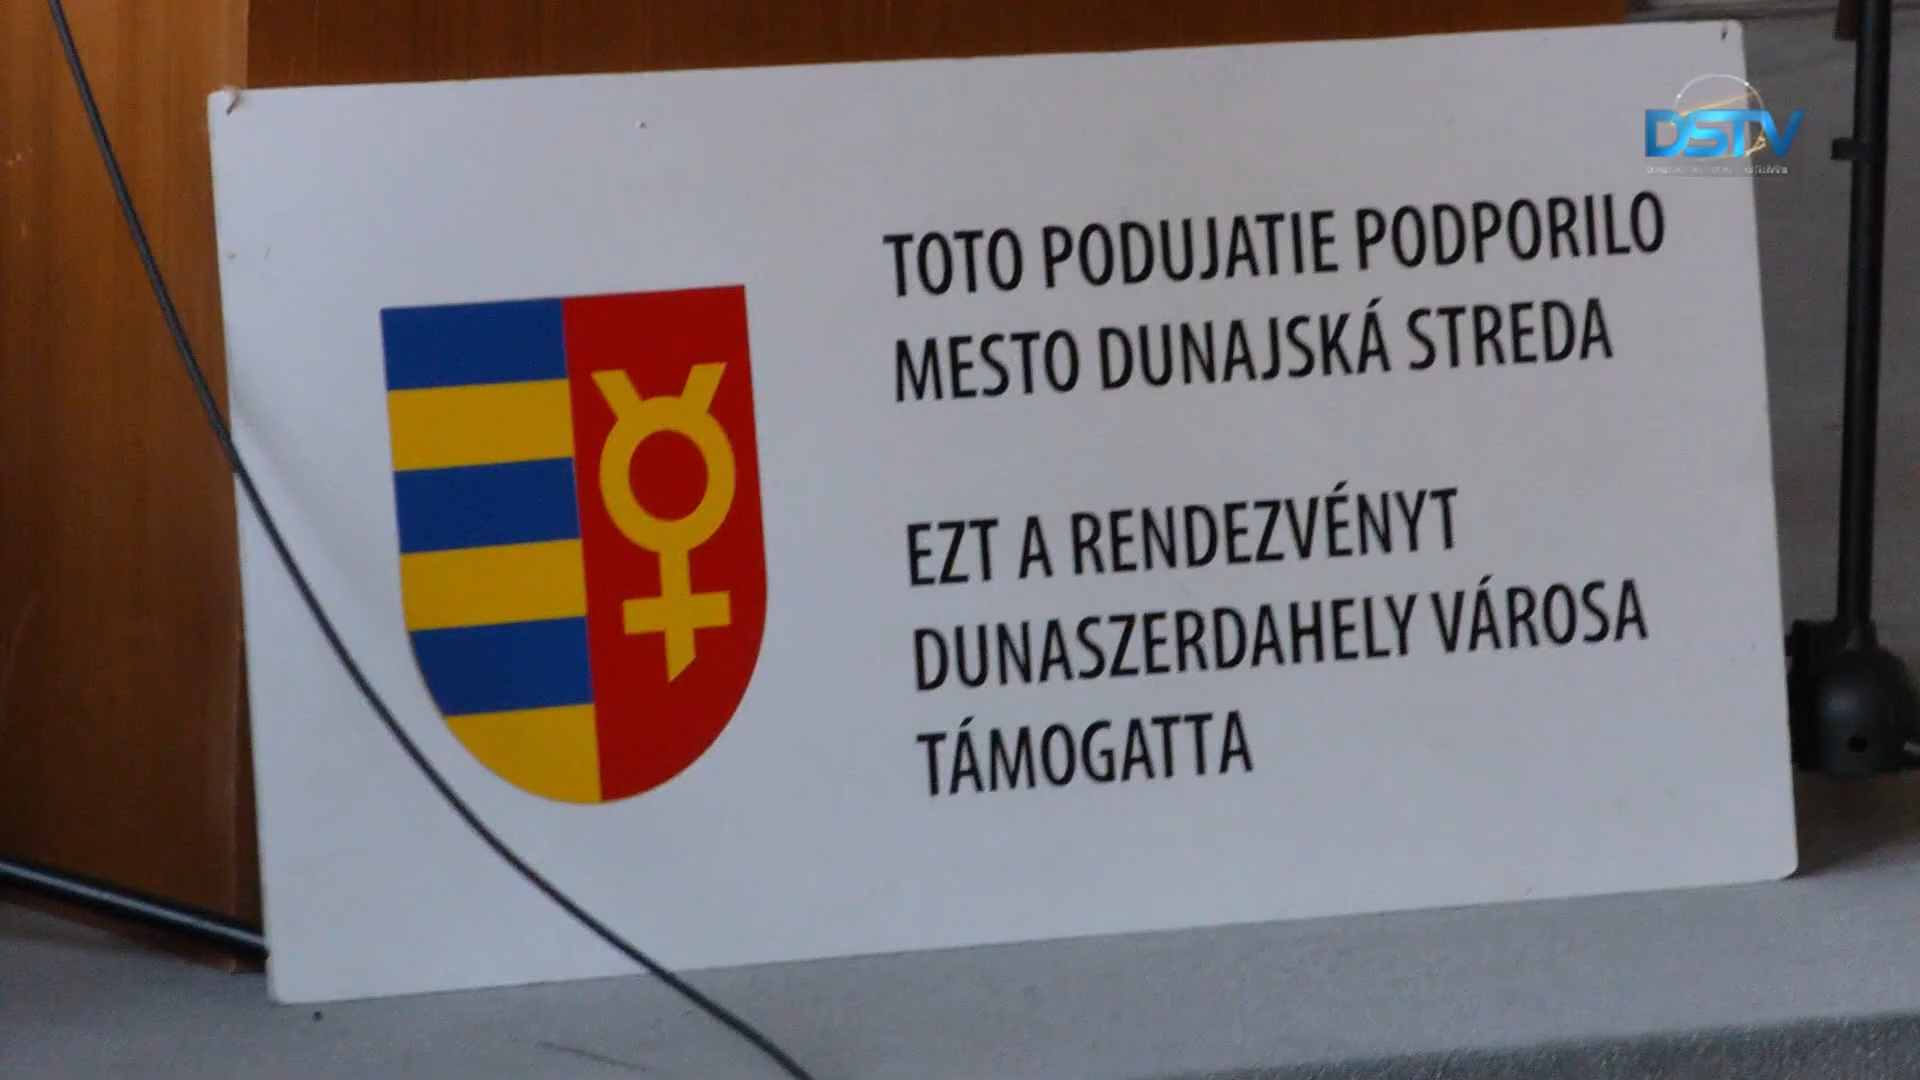 DSTV
TOTO PODUJATIE PODPORILO
MESTO DUNAJSKÁ STREDA
EZT A RENDEZVÉNYT
DUNASZERDAHELY VÁROSA
TÁMOGATTA